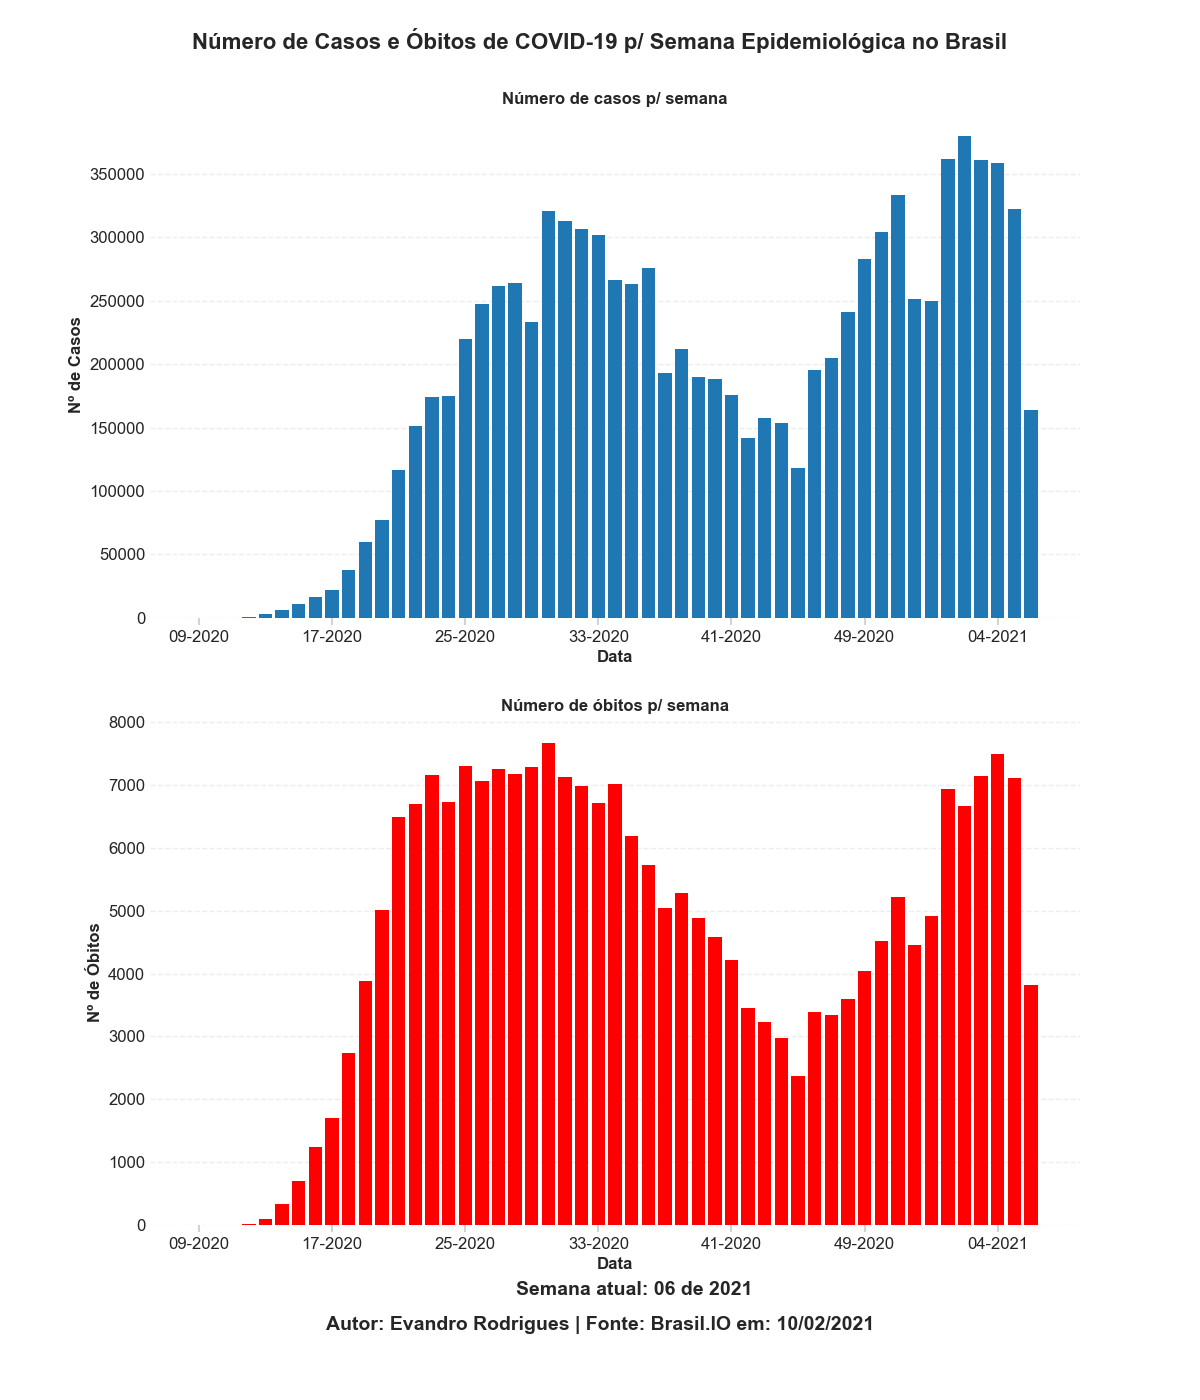 Número de Casos e Óbitos de COVID-19 p/ Semana Epidemiológica no Brasil
Número de casos p/ semana
350000
300000
250000
200000
150000
100000
50000
0
Nº de Casos
09-2020 17-2020 25-2020 33-2020 41-2020 49-2020 04-2021
Data
Número de óbitos p/ semana
8000
7000
6000
5000
4000
3000
2000
1000
0
Nº de Óbitos
09-2020 17-2020 25-2020 33-2020 41-2020 49-2020 04-2021
Data
Semana atual: 06 de 2021
Autor: Evandro Rodrigues | Fonte: Brasil.IO em: 10/02/2021